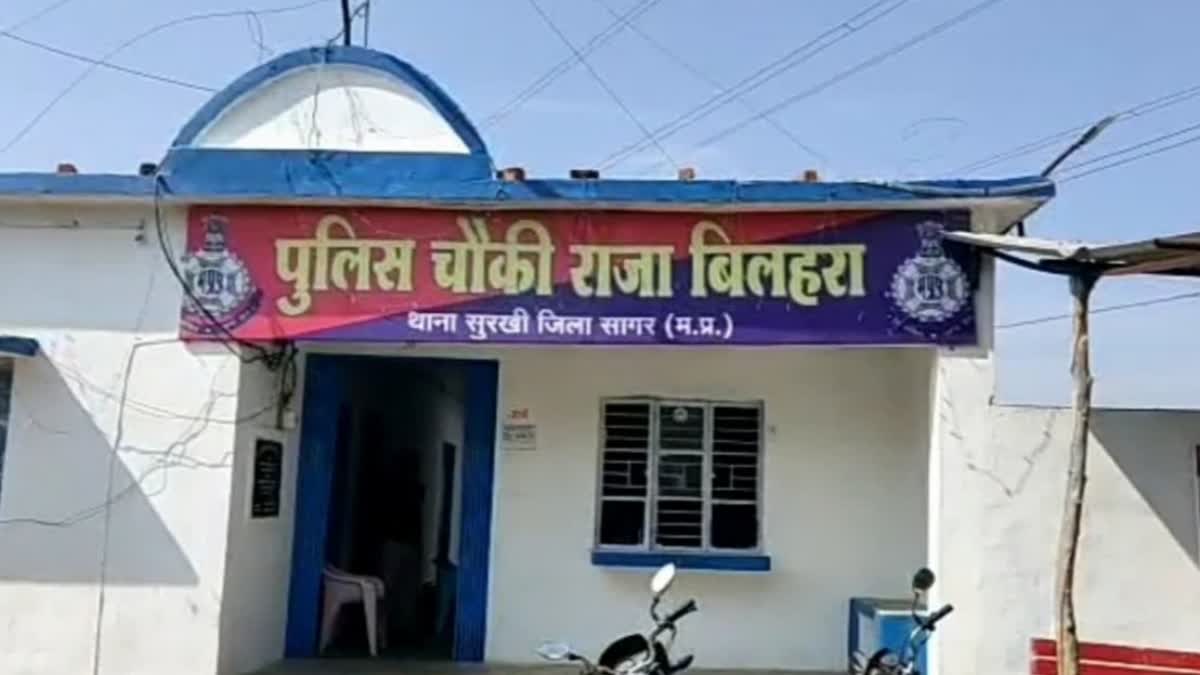 पुलिस चौकी राजा बिलहरा
थाना सुरखी जिला सागर (म.प्र.)